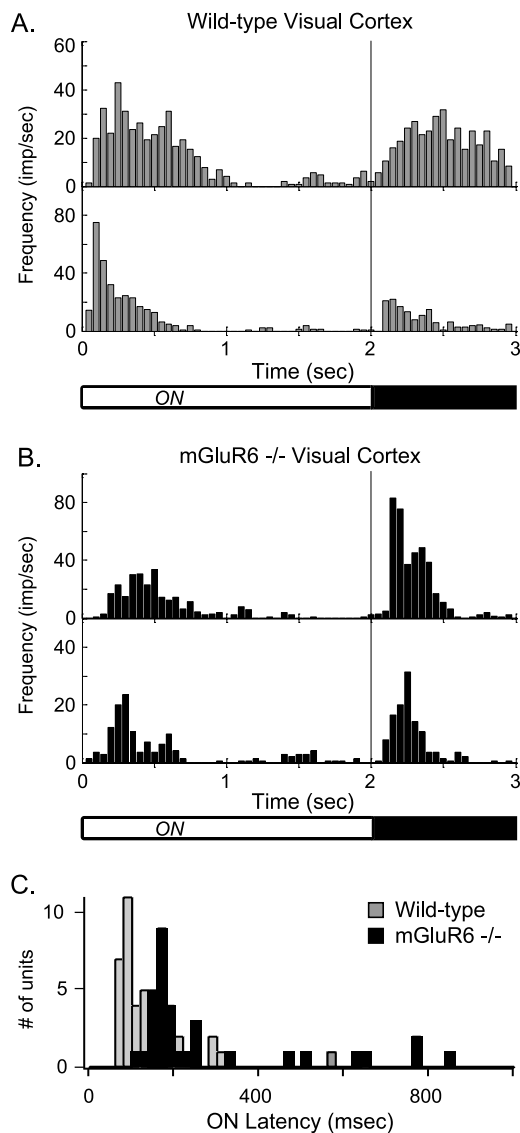 A.
Wild-type Visual Cortex
60
40
20
0
80
40
0
Frequency (imp/sec)
0 1 2 3
Time (sec)
ON
B.
mGluR6 -/- Visual Cortex
80
40
0
40
20
0
Frequency (imp/sec)
0 1 2 3
Time (sec)
ON
C.
10
5
0
# of units
Wild-type
mGluR6 -/-
0 400 800
ON Latency (msec)